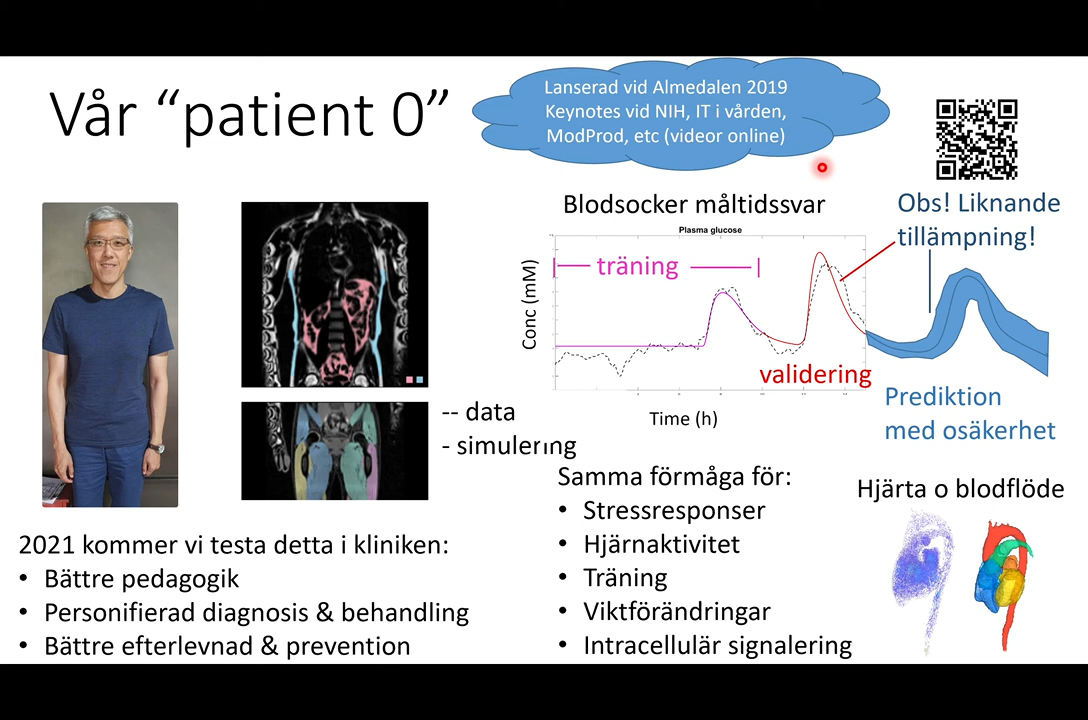 Vår “patient 0”
Lanserad vid Almedalen 2019
Keynotes vid NIH, IT i vården,
ModProd, etc (videor online)
Blodsocker måltidssvar
Plasma glucose
träning
Conc (mM)
validering
Time (h)
Obs! Liknande
tillämpning!
Prediktion
med osäkerhet
-- data
- simulering
2021 kommer vi testa detta i kliniken:
• Bättre pedagogik
• Personifierad diagnosis & behandling
• Bättre efterlevnad & prevention
Samma förmåga för:
• Stressresponser
• Hjärnaktivitet
• Träning
• Viktförändringar
• Intracellulär signalering
Hjärta o blodflöde